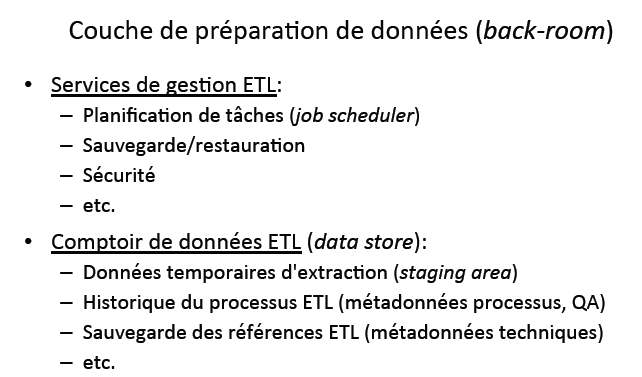 Couche de préparation de données (back-room)
• Services de gestion ETL:
– Planification de tâches (job scheduler)
– Sauvegarde/restauration
– Sécurité
– etc.
• Comptoir de données ETL (data store):
– Données temporaires d'extraction (staging area)
– Historique du processus ETL (métadonnées processus, QA)
– Sauvegarde des références ETL (métadonnées techniques)
– etc.